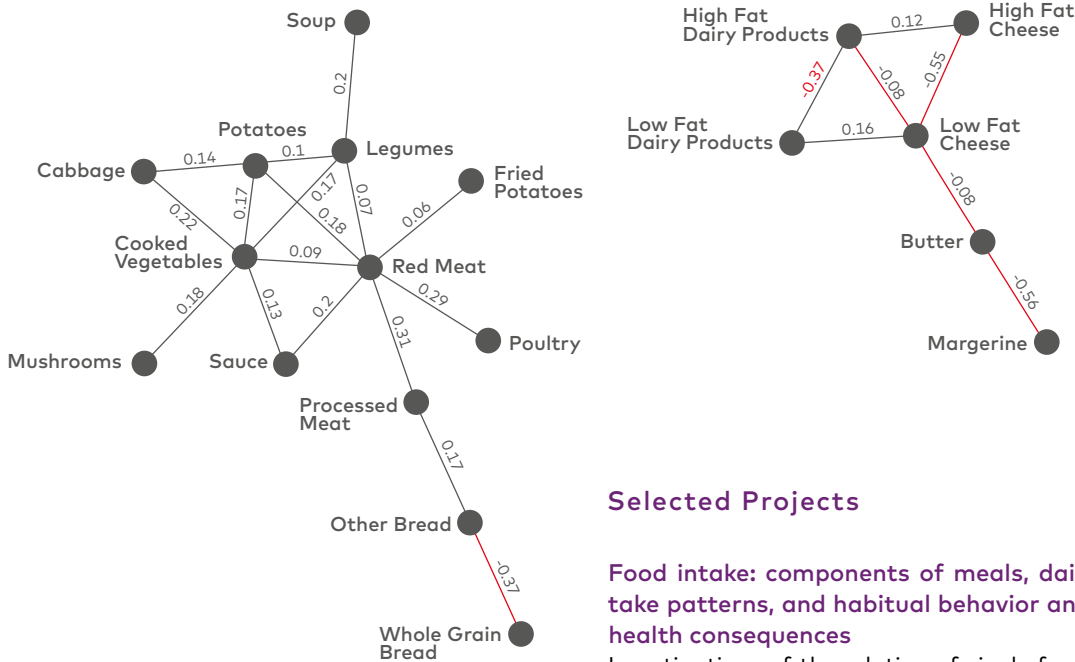 Soup
0.2
Potatoes
0.1
Legumes
Cabbage
0.14
Fried
Potatoes
0.17
0.17
0.07
0.18
0.06
0.22
Cooked
Vegetables
0.09
Red Meat
0.18
0.13
0.2
0.29
0.31
Mushrooms
Sauce
Poultry
Processed
Meat
0.17
Other Bread
-0.37
Whole Grain
Bread
High Fat
Dairy Products
0.12
High Fat
Cheese
-0.37
-0.08
-0.55
Low Fat
Dairy Products
0.16
Low Fat
Cheese
-0.08
Butter
-0.56
Margerine
Selected Projects
Food intake: components of meals, dai
take patterns, and habitual behavior an
health consequences